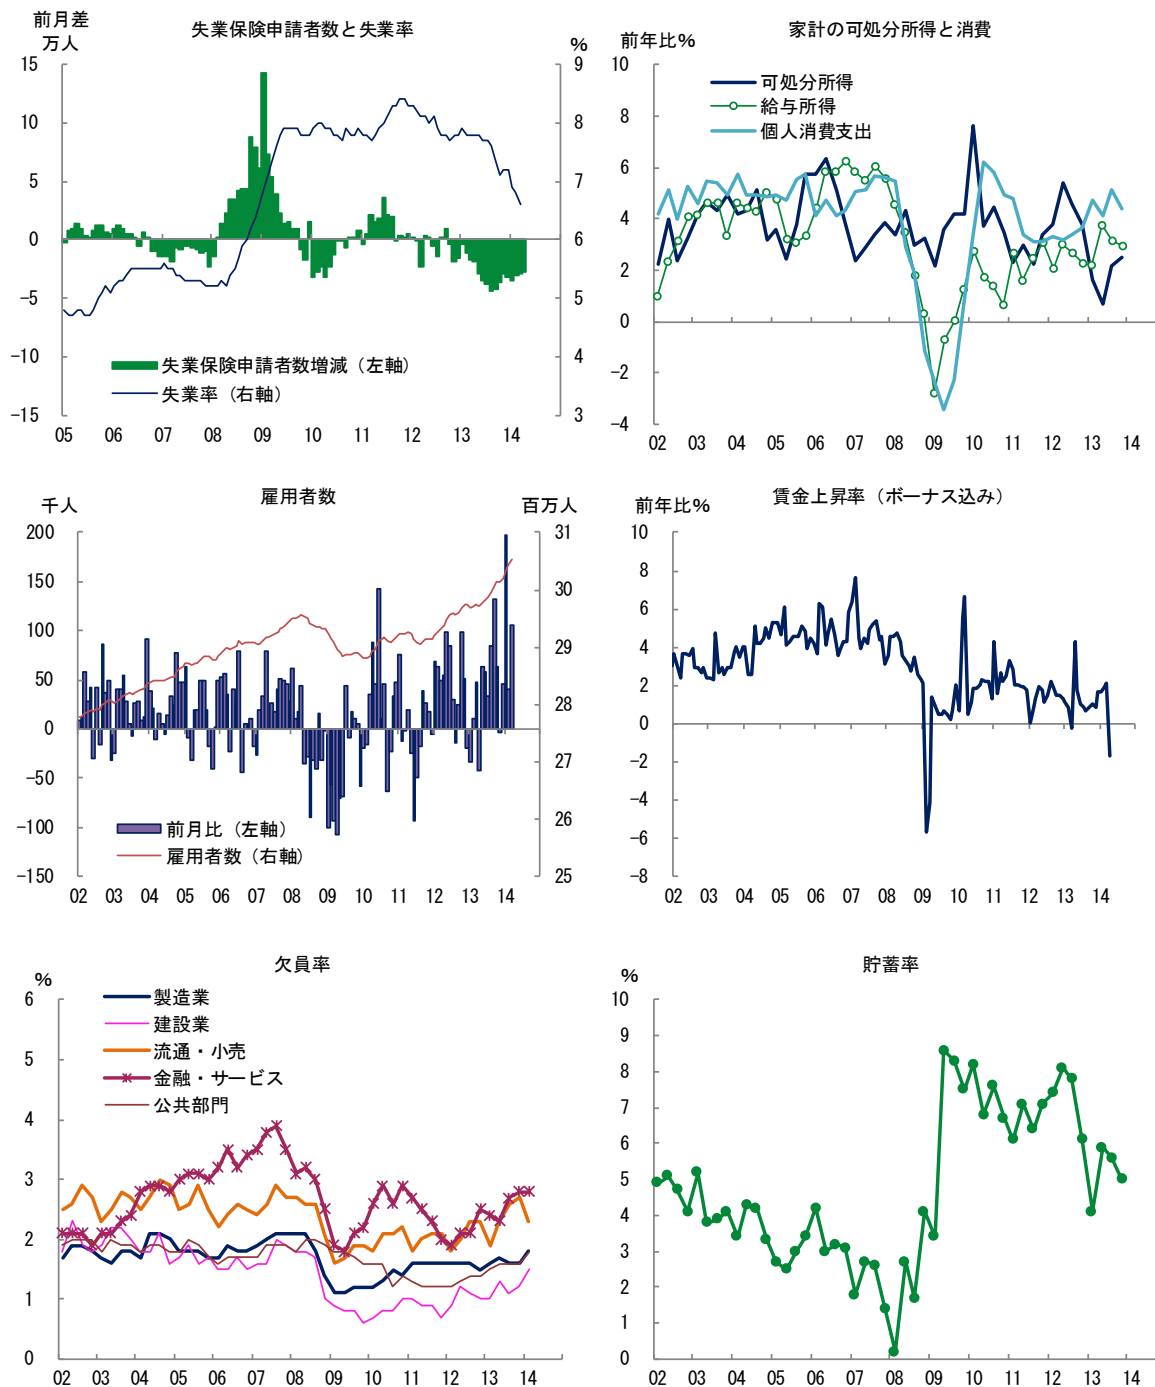 失業保険申請者数と失業率
前月差
万人
%
15
10
5
0
-5
-10
-15
9
8
7
6
5
4
3
失業保険申請者数増減（左軸）
失業率（右軸）
05 06 07 08 09 10 11 12 13 14
家計の可処分所得と消費
前年比%
10
8
6
4
2
0
-2
-4
可処分所得
給与所得
個人消費支出
02 03 04 05 06 07 08 09 10 11 12 13 14
雇用者数
千人
百万人
200
150
100
50
0
-50
-100
-150
31
30
29
28
27
26
25
前月比（左軸）
雇用者数（右軸）
02 03 04 05 06 07 08 09 10 11 12 13 14
賃金上昇率（ボーナス込み）
前年比%
10
8
6
4
2
0
-2
-4
-6
-8
02 03 04 05 06 07 08 09 10 11 12 13 14
欠員率
%
6
5
4
3
2
1
0
製造業
建設業
流通・小売
金融・サービス
公共部門
02 03 04 05 06 07 08 09 10 11 12 13 14
貯蓄率
%
10
9
8
7
6
5
4
3
2
1
0
02 03 04 05 06 07 08 09 10 11 12 13 14